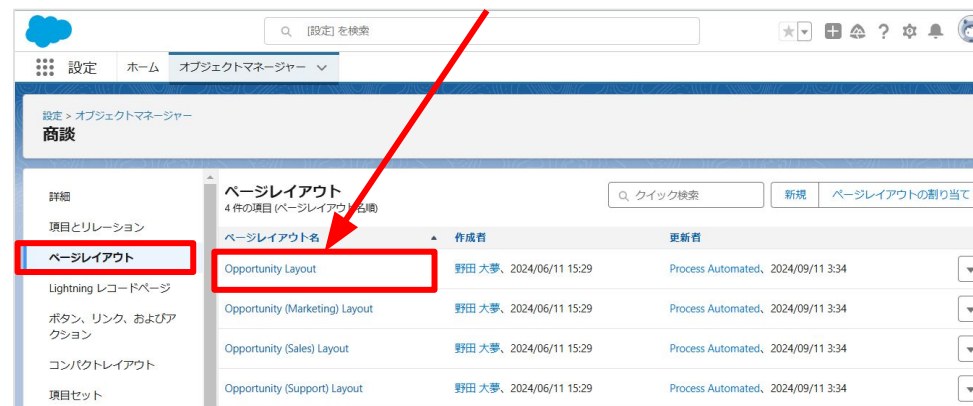 [設定] を検索
設定 ホーム オブジェクトマネージャー
設定 > オブジェクトマネージャー
商談
詳細
項目とリレーション
ページレイアウト
Lightning レコードページ
ボタン、リンク、およびア
クション
コンパクトレイアウト
項目セット
ページレイアウト
4 件の項目 (ページレイアウト名順)
クイック検索
新規 ページレイアウトの割り当て
ページレイアウト名 作成者 更新者
Opportunity Layout 野田 大夢、2024/06/11 15:29 Process Automated、2024/09/11 3:34
Opportunity (Marketing) Layout 野田 大夢、2024/06/11 15:29 Process Automated、2024/09/11 3:34
Opportunity (Sales) Layout 野田 大夢、2024/06/11 15:29 Process Automated、2024/09/11 3:34
Opportunity (Support) Layout 野田 大夢、2024/06/11 15:29 Process Automated、2024/09/11 3:34